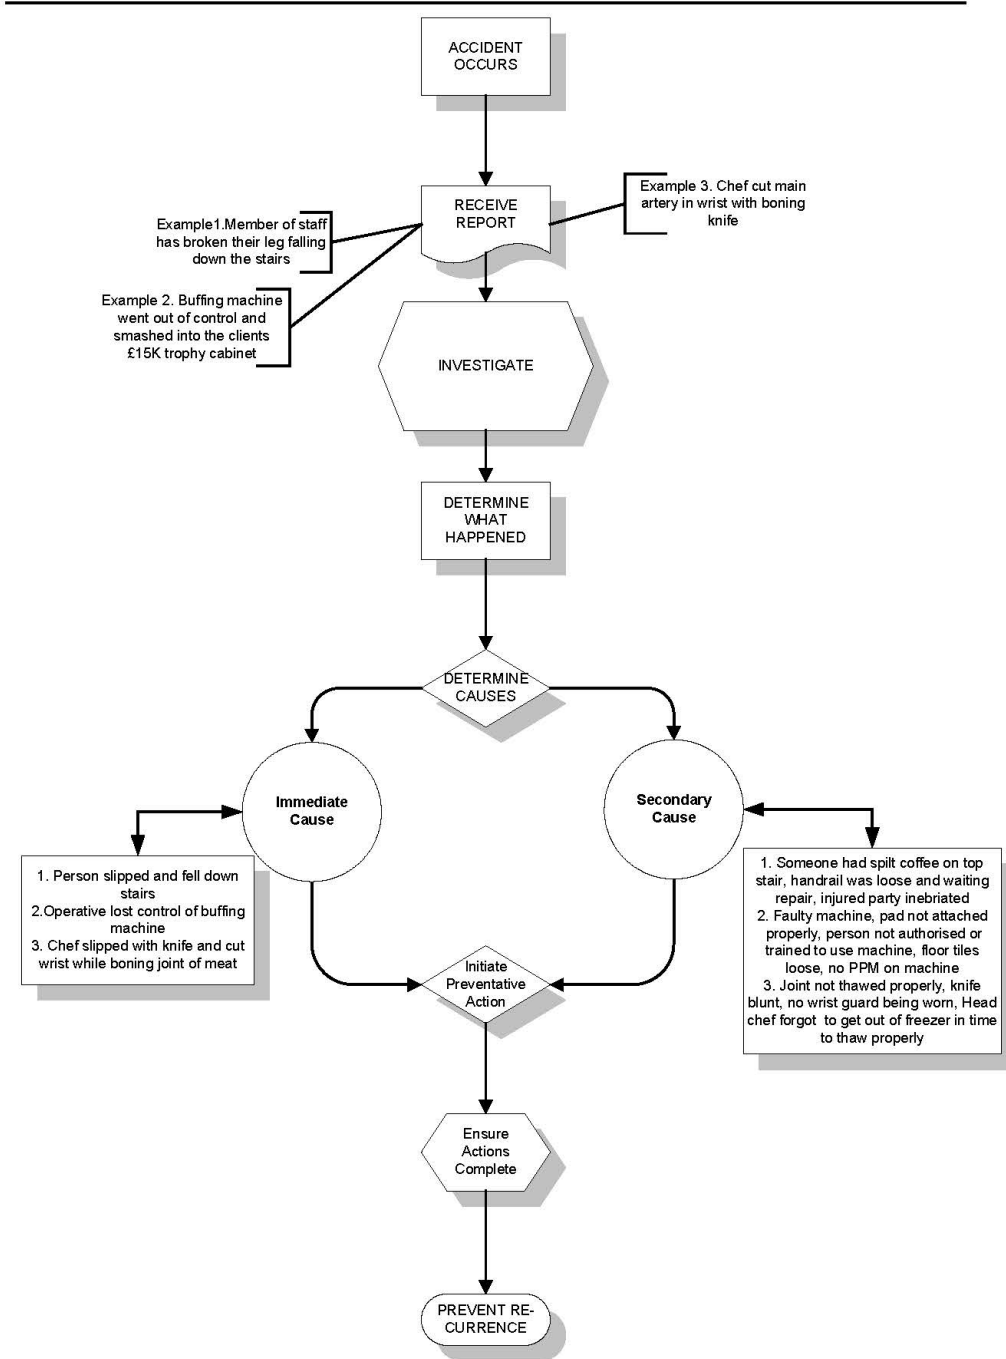 ACCIDENT
OCCURS
RECEIVE
REPORT
Example 3. Chef cut main
artery in wrist with boning
knife
Example1.Member of staff
has broken their leg falling
down the stairs
Example 2. Buffing machine
went out of control and
smashed into the clients
£15K trophy cabinet
INVESTIGATE
DETERMINE
WHAT
HAPPENED
DETERMINE
CAUSES
Immediate
Cause
Secondary
Cause
1. Person slipped and fell down
stairs
2.Operative lost control of buffing
machine
3. Chef slipped with knife and cut
wrist while boning joint of meat
1. Someone had spilt coffee on top
stair, handrail was loose and waiting
repair, injured party inebriated
2. Faulty machine, pad not attached
properly, person not authorised or
trained to use machine, floor tiles
loose, no PPM on machine
3. Joint not thawed properly, knife
blunt, no wrist guard being worn, Head
chef forgot to get out of freezer in time
to thaw properly
Initiate
Preventative
Action
Ensure
Actions
Complete
PREVENT RE-
CURRENCE